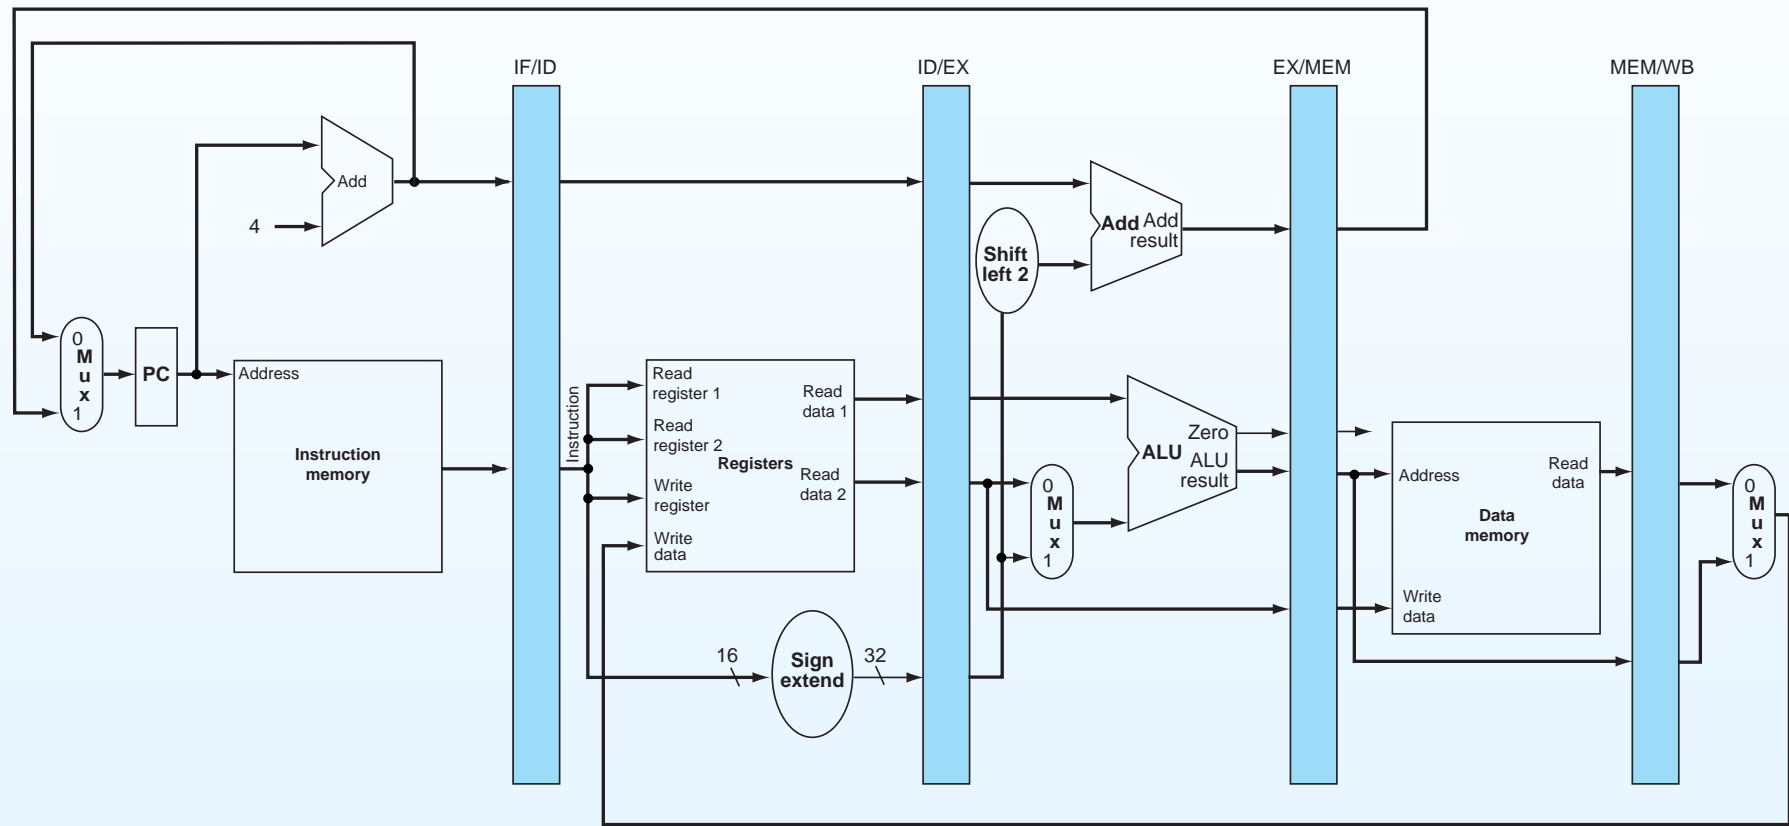 IF/ID
ID/EX
EX/MEM
MEM/WB
Add
4
Add Add
result
Shift
left 2
0
M
u
x
1
PC
Address
Instruction
memory
Instruction
Read
register 1
Read
register 2
Write
register
Write
data
Registers
Read
data 1
Read
data 2
16
Sign
extend
32
0
M
u
x
1
ALU
Zero
ALU
result
Address
Read
data
Data
memory
Write
data
0
M
u
x
1